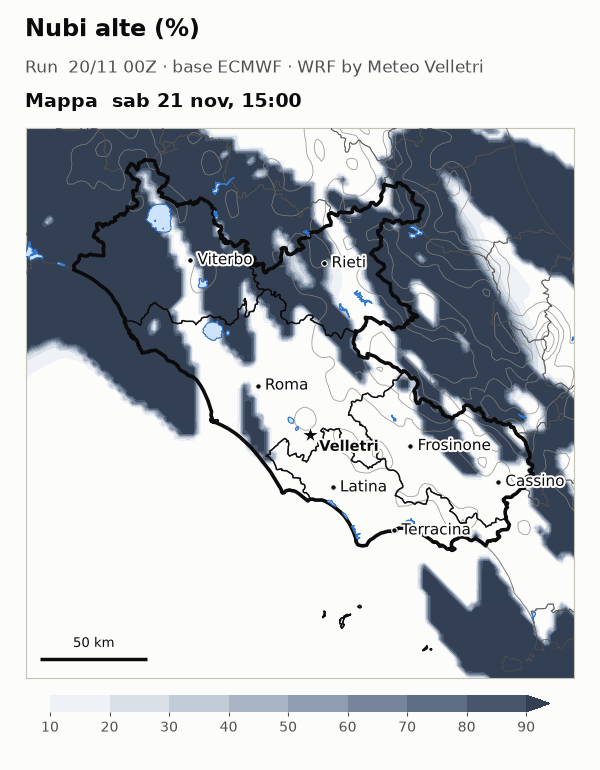 Nubi alte (%)
Run  20/11 00Z · base ECMWF · WRF by Meteo Velletri
Mappa  sab 21 nov, 15:00
Viterbo
Rieti
Roma
Velletri
Frosinone
Cassino
Latina
Terracina
50 km
10 20 30 40 50 60 70 80 90